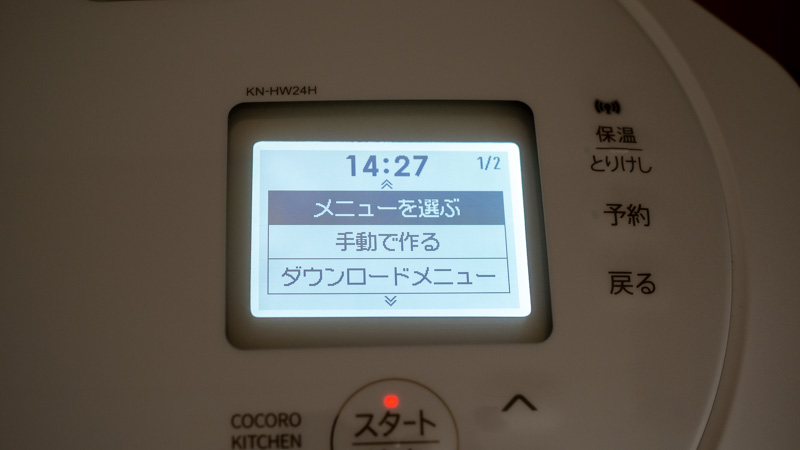 KN-HW24H
14:27
1/2
メニューを選ぶ
手動で作る
ダウンロードメニュー
保温
とりけし
予約
戻る
COCORO
KITCHEN
スタート